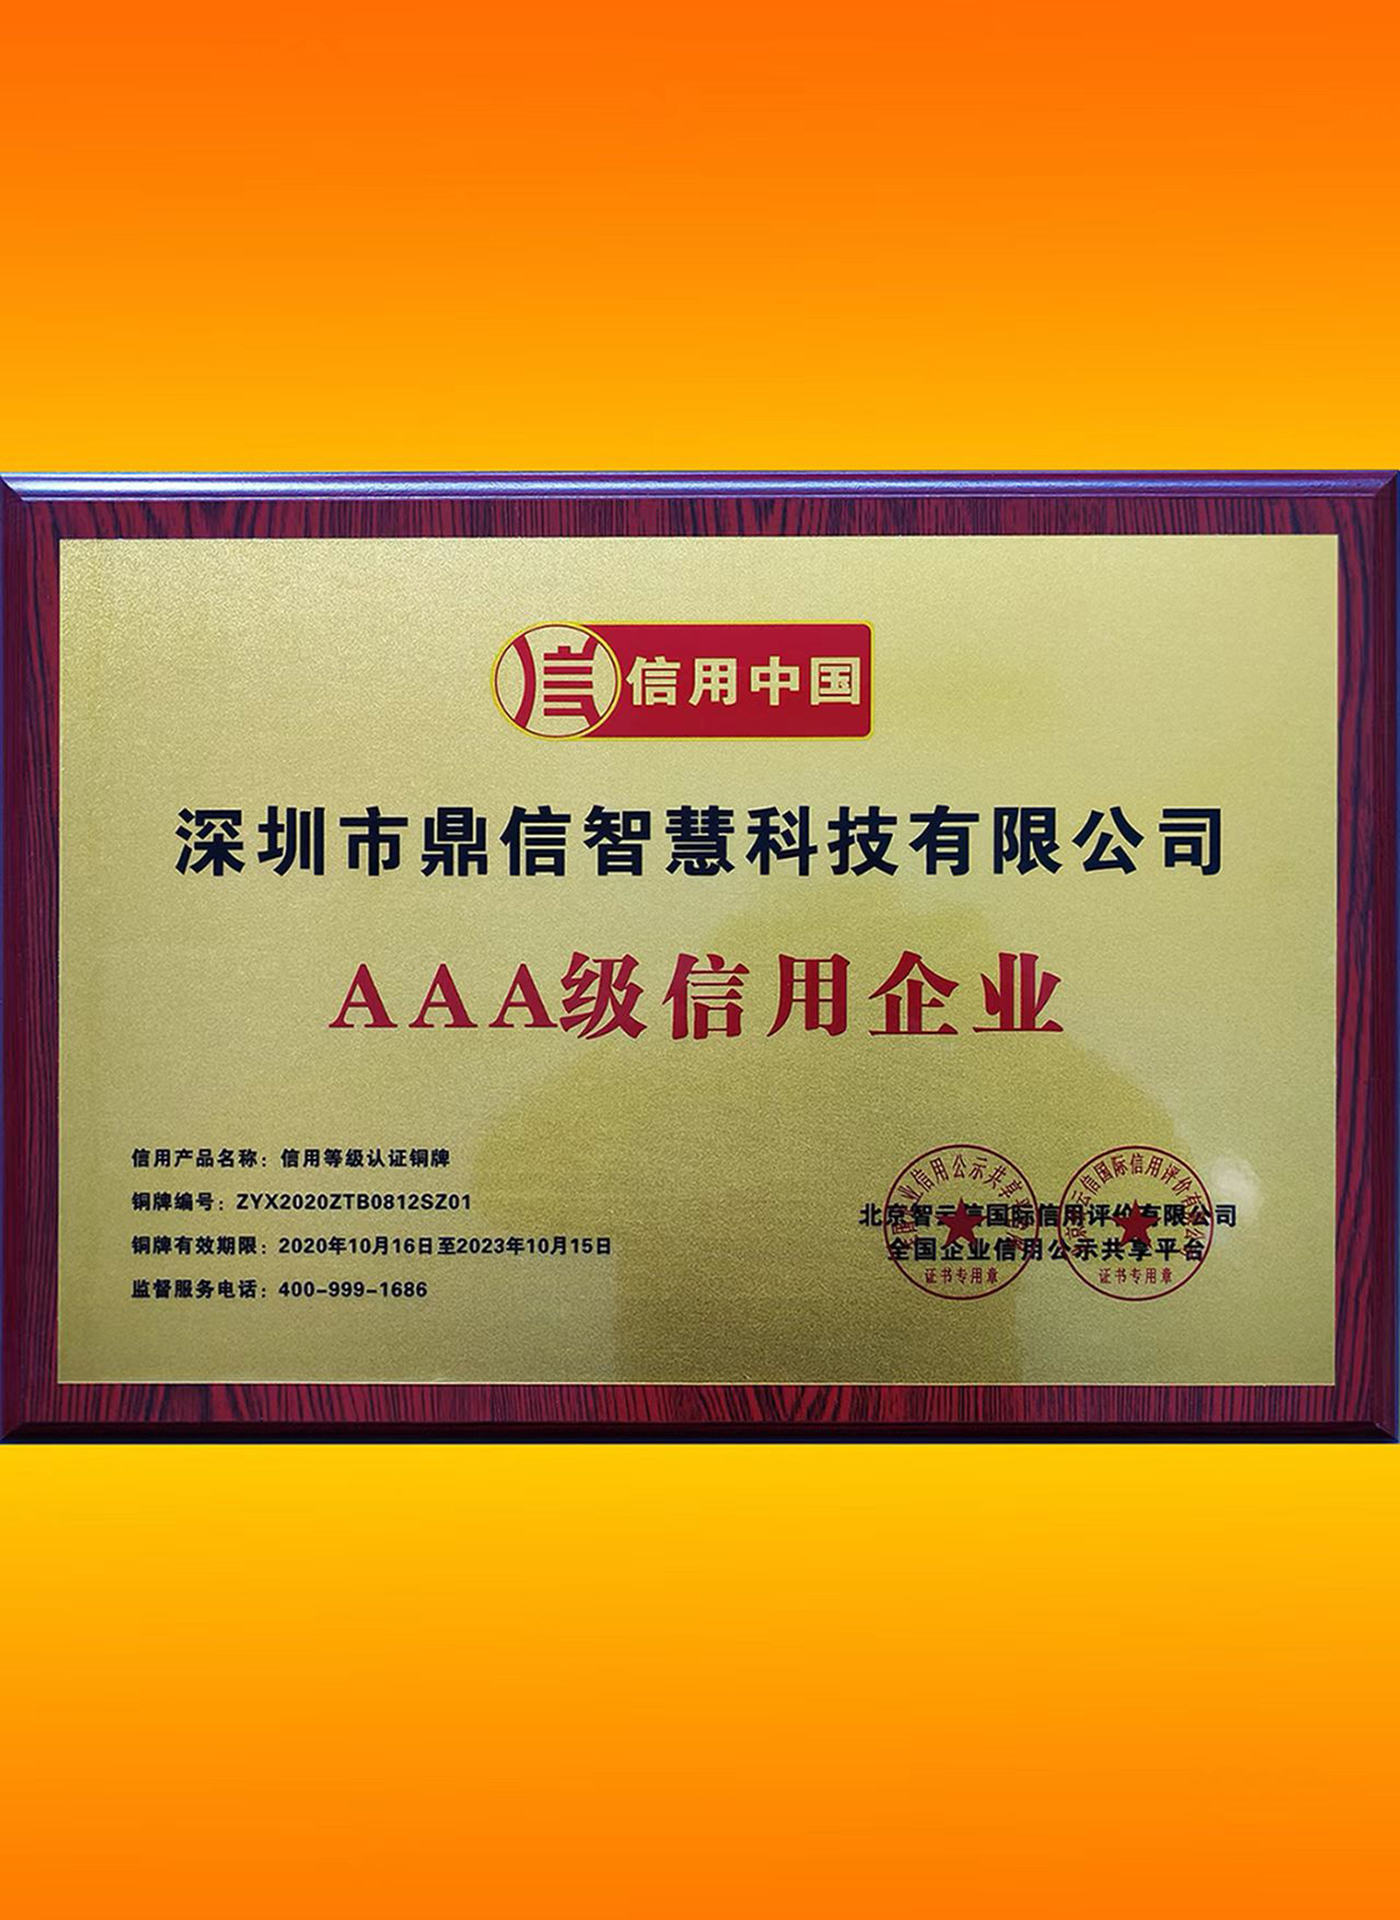 信用中国
深圳市鼎信智慧科技有限公司
AAA级信用企业
信用产品名称：信用等级认证铜牌
铜牌编号：ZYX2020ZTB0812SZ01
铜牌有效期限：2020年10月16日至2023年10月15日
监督服务电话：400-999-1686
北京智云信国际信用评价有限公司
全国企业信用公示共享平台
证书专用章
证书专用章